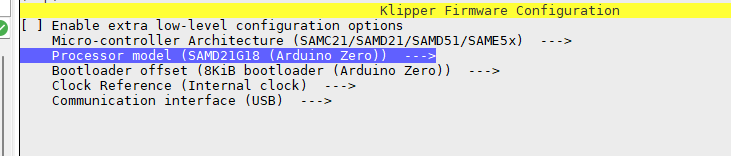 Klipper Firmware Configuration
[ ] Enable extra low-level configuration options
Micro-controller Architecture (SAMC21/SAMD21/SAMD51/SAME5x)  --->
Processor model (SAMD21G18 (Arduino Zero))  --->
Bootloader offset (8KiB bootloader (Arduino Zero))  --->
Clock Reference (Internal clock)  --->
Communication interface (USB)  --->